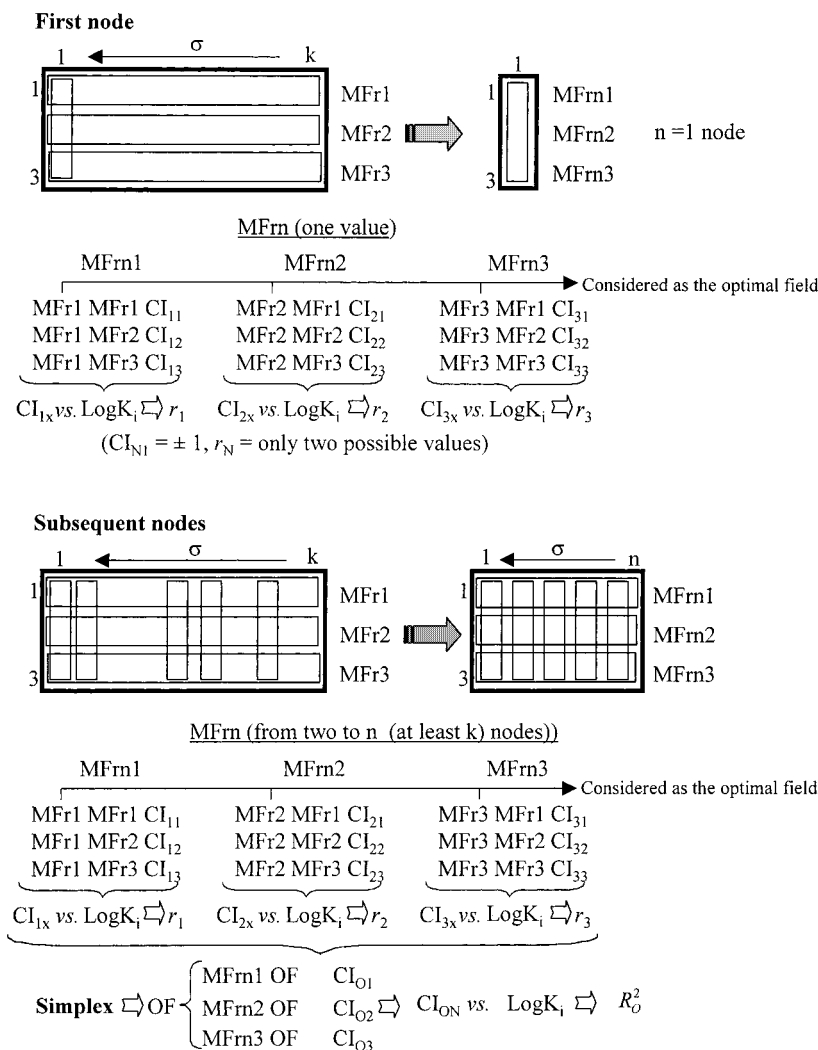 First node
1 σ k
1
MFr1
MFr2
3 MFr3
1
1 MFrn1
MFrn2
3 MFrn3
n =1 node
MFrn (one value)
MFrn1 MFrn2 MFrn3
Considered as the optimal field
MFr1 MFr1 CI₁₁ MFr2 MFr1 CI₂₁ MFr3 MFr1 CI₃₁
MFr1 MFr2 CI₁₂ MFr2 MFr2 CI₂₂ MFr3 MFr2 CI₃₂
MFr1 MFr3 CI₁₃ MFr2 MFr3 CI₂₃ MFr3 MFr3 CI₃₃
CI₁ₓ vs. LogKᵢ ⇨ r₁ CI₂ₓ vs. LogKᵢ ⇨ r₂ CI₃ₓ vs. LogKᵢ ⇨ r₃
(CI_N1 = ± 1, r_N = only two possible values)
Subsequent nodes
1 σ k
1
MFr1
MFr2
3 MFr3
1 σ n
1 MFrn1
MFrn2
3 MFrn3
MFrn (from two to n (at least k) nodes))
MFrn1 MFrn2 MFrn3
Considered as the optimal field
MFr1 MFr1 CI₁₁ MFr2 MFr1 CI₂₁ MFr3 MFr1 CI₃₁
MFr1 MFr2 CI₁₂ MFr2 MFr2 CI₂₂ MFr3 MFr2 CI₃₂
MFr1 MFr3 CI₁₃ MFr2 MFr3 CI₂₃ MFr3 MFr3 CI₃₃
CI₁ₓ vs. LogKᵢ ⇨ r₁ CI₂ₓ vs. LogKᵢ ⇨ r₂ CI₃ₓ vs. LogKᵢ ⇨ r₃
MFrn1 OF CI_O1
Simplex ⇨ OF MFrn2 OF CI_O2 ⇨ CI_ON vs. LogKᵢ ⇨ R_O²
MFrn3 OF CI_O3